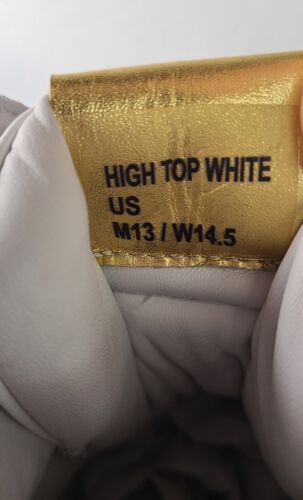 HIGH TOP WHITE
US
M13 / W14.5